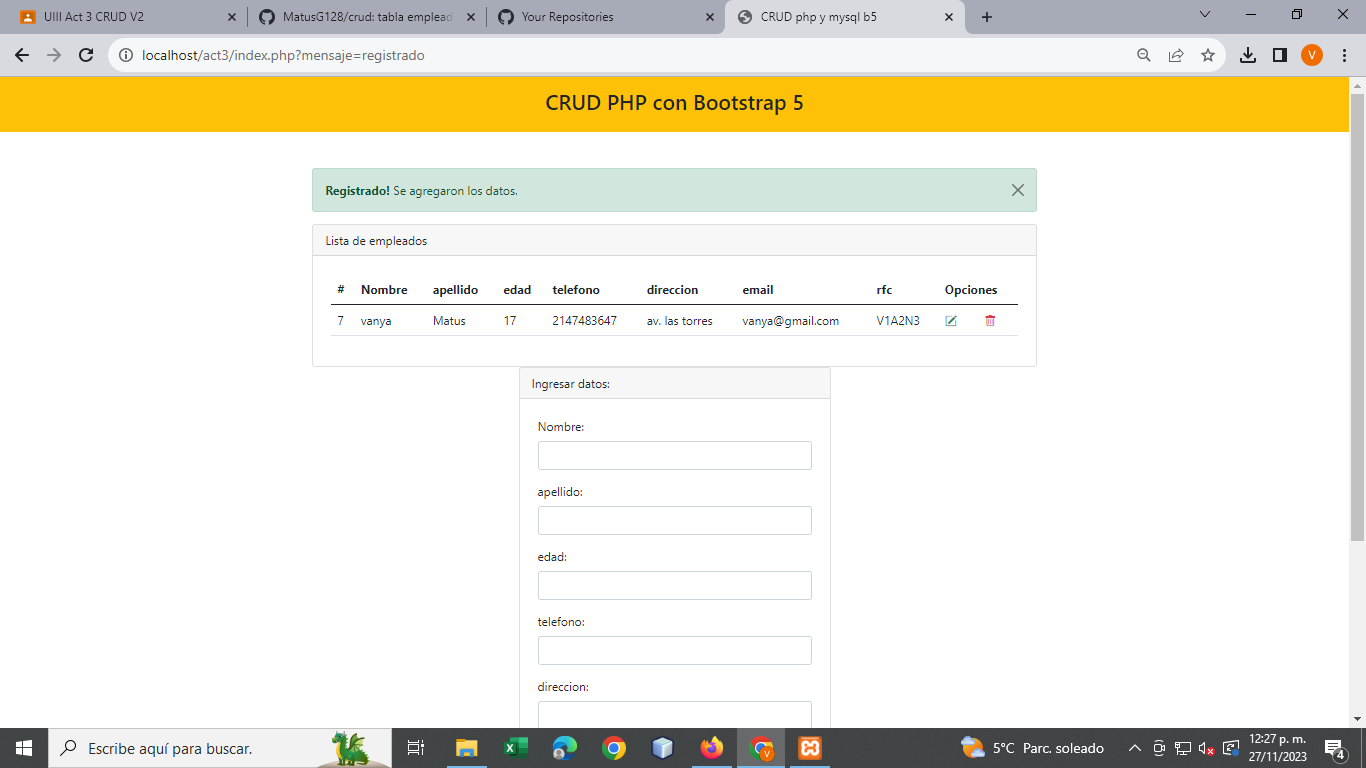 UIII Act 3 CRUD V2
MatusG128/crud: tabla emplead
Your Repositories
CRUD php y mysql b5
localhost/act3/index.php?mensaje=registrado
V
CRUD PHP con Bootstrap 5
Registrado! Se agregaron los datos.
Lista de empleados
# Nombre apellido edad telefono direccion email rfc Opciones
7 vanya Matus 17 2147483647 av. las torres vanya@gmail.com V1A2N3
Ingresar datos:
Nombre:
apellido:
edad:
telefono:
direccion:
Escribe aquí para buscar.
5°C Parc. soleado
12:27 p. m.
27/11/2023
4